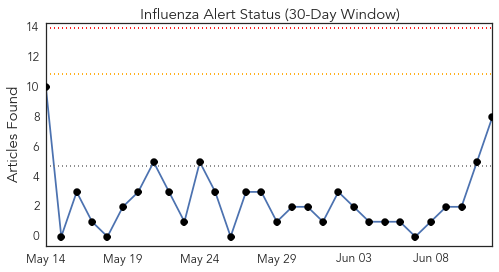 Influenza Alert Status (30-Day Window)
Articles Found
14
12
10
8
6
4
2
0
May 14
May 19
May 24
May 29
Jun 03
Jun 08